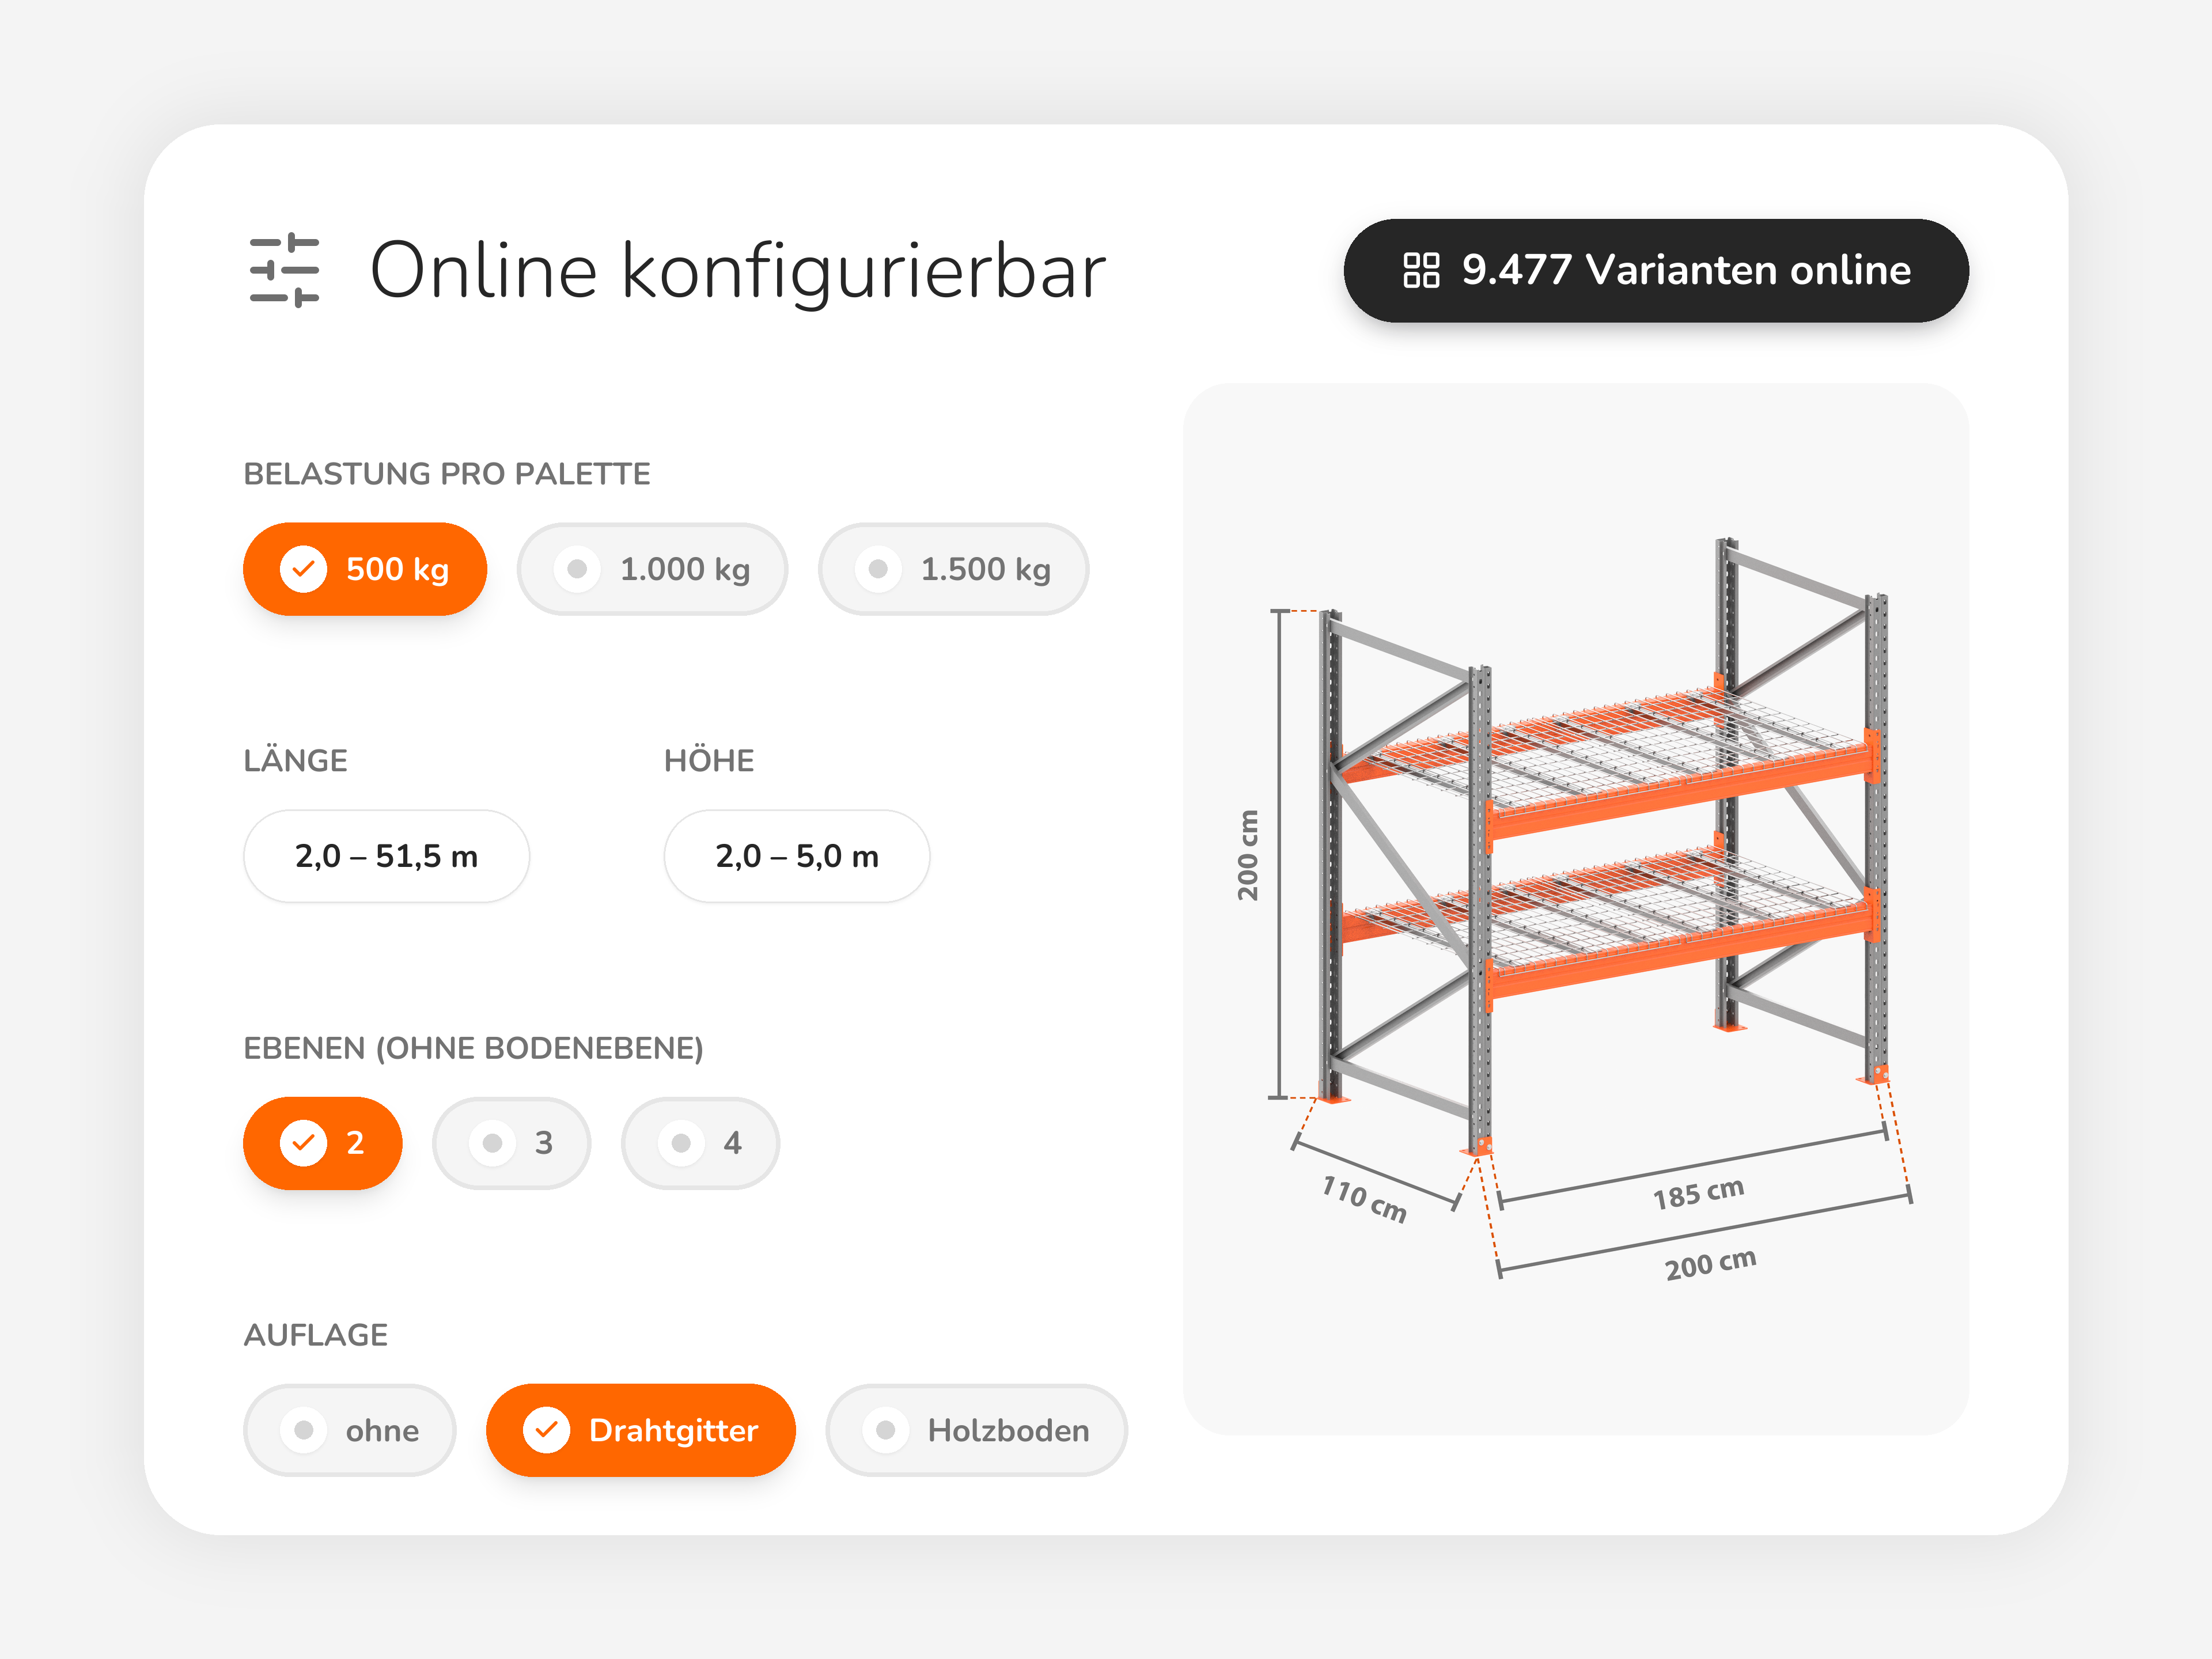 Online konfigurierbar
9.477 Varianten online
BELASTUNG PRO PALETTE
500 kg
1.000 kg
1.500 kg
LÄNGE
HÖHE
2,0 – 51,5 m
2,0 – 5,0 m
EBENEN (OHNE BODENEBENE)
2
3
4
AUFLAGE
ohne
Drahtgitter
Holzboden
200 cm
110 cm
185 cm
200 cm